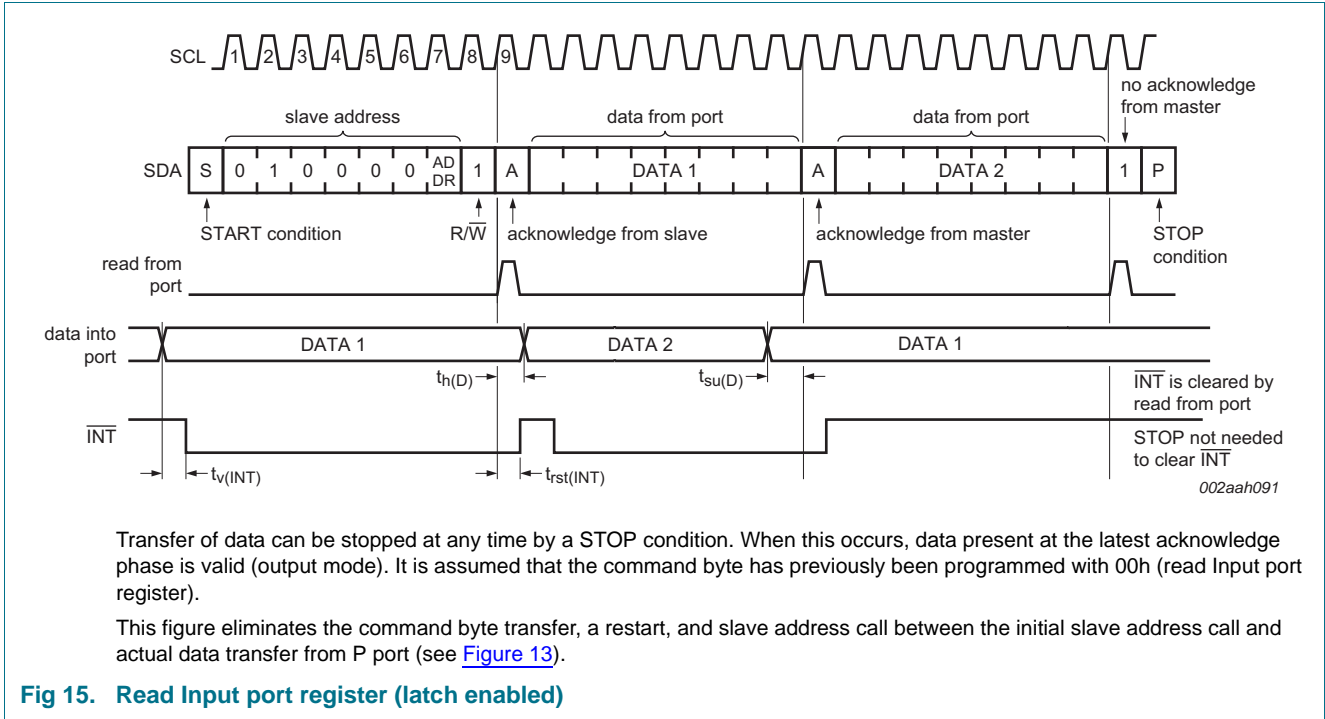 SCL 1 2 3 4 5 6 7 8 9
no acknowledge
from master
slave address data from port data from port
SDA S 0 1 0 0 0 0 AD DR 1 A DATA 1 A DATA 2 1 P
START condition R/W̅ acknowledge from slave acknowledge from master STOP
condition
read from
port
data into
port
DATA 1 DATA 2 DATA 1
th(D) tsu(D)
I̅N̅T̅ is cleared by
read from port
I̅N̅T̅
STOP not needed
to clear I̅N̅T̅
tv(INT) trst(INT)
002aah091
Transfer of data can be stopped at any time by a STOP condition. When this occurs, data present at the latest acknowledge
phase is valid (output mode). It is assumed that the command byte has previously been programmed with 00h (read Input port
register).
This figure eliminates the command byte transfer, a restart, and slave address call between the initial slave address call and
actual data transfer from P port (see Figure 13).
Fig 15. Read Input port register (latch enabled)